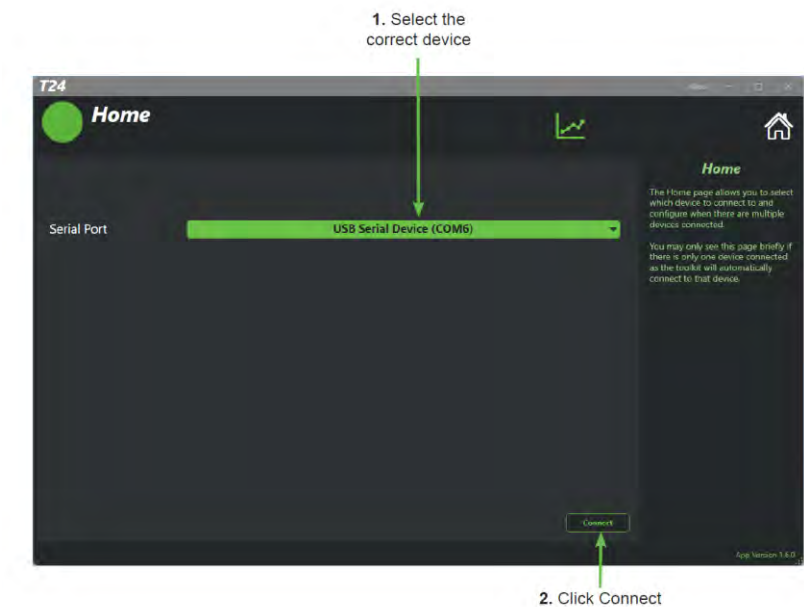 1. Select the
correct device
T24
Home
Home
The Home page allows you to select
which device to connect to and
configure when there are multiple
devices connected.
Serial Port
USB Serial Device (COM6)
You may only see this page briefly if
there is only one device connected
as the toolkit will automatically
connect to that device.
Connect
App Version 1.6.0
2. Click Connect